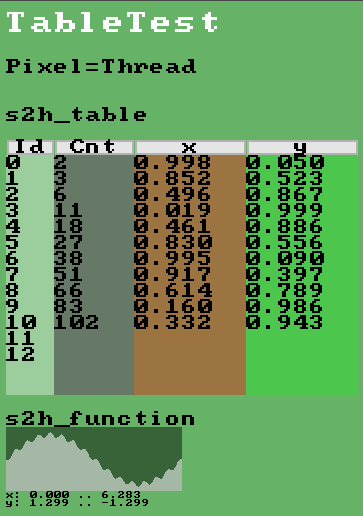 TableTest
Pixel=Thread
s2h_table
Id Cnt x y
0 2 0.998 0.050
1 3 0.852 0.523
2 6 0.496 0.867
3 11 0.019 0.999
4 18 0.461 0.886
5 27 0.830 0.556
6 38 0.995 0.090
7 51 0.917 0.397
8 66 0.614 0.789
9 83 0.160 0.986
10 102 0.332 0.943
11
12
s2h_function
x: 0.000 .. 6.283
y: 1.299 .. -1.299